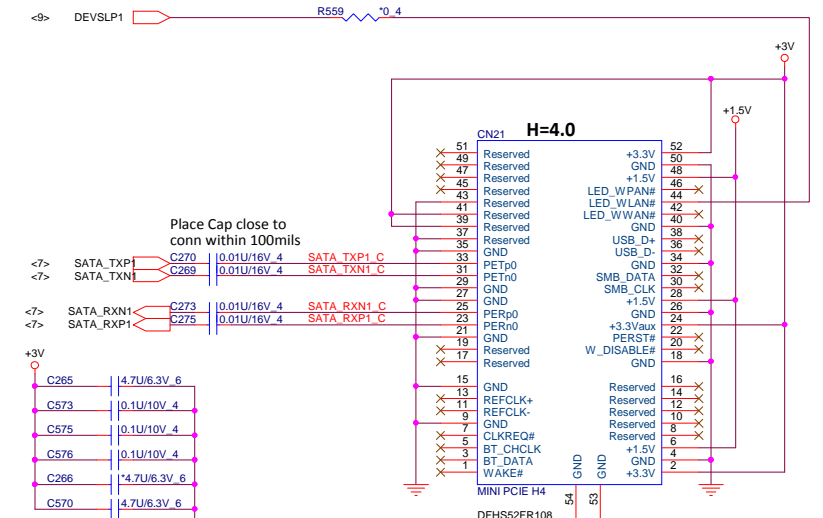 <9> DEVSLP1 R559 *0_4
+3V
+1.5V
CN21 H=4.0
51 Reserved +3.3V 52
49 Reserved GND 50
47 Reserved +1.5V 48
45 Reserved LED_WPAN# 46
43 Reserved LED_WLAN# 44
41 Reserved LED_WWAN# 42
39 Reserved GND 40
37 Reserved USB_D+ 38
35 GND USB_D- 36
33 PETp0 GND 34
31 PETn0 SMB_DATA 32
29 GND SMB_CLK 30
27 GND +1.5V 28
25 PERp0 GND 26
23 PERn0 +3.3Vaux 24
21 GND PERST# 22
19 Reserved W_DISABLE# 20
17 Reserved GND 18
15 GND Reserved 16
13 REFCLK+ Reserved 14
11 REFCLK- Reserved 12
9 GND Reserved 10
7 CLKREQ# Reserved 8
5 BT_CHCLK +1.5V 6
3 BT_DATA GND 4
1 WAKE# +3.3V 2
GND GND
MINI PCIE H4 54 53
DFHS52FR108
Place Cap close to
conn within 100mils
<7> SATA_TXP1 C270 0.01U/16V_4 SATA_TXP1_C
<7> SATA_TXN1 C269 0.01U/16V_4 SATA_TXN1_C
<7> SATA_RXN1 C273 0.01U/16V_4 SATA_RXN1_C
<7> SATA_RXP1 C275 0.01U/16V_4 SATA_RXP1_C
+3V
C265 4.7U/6.3V_6
C573 0.1U/10V_4
C575 0.1U/10V_4
C576 0.1U/10V_4
C266 *4.7U/6.3V_6
C570 4.7U/6.3V_6